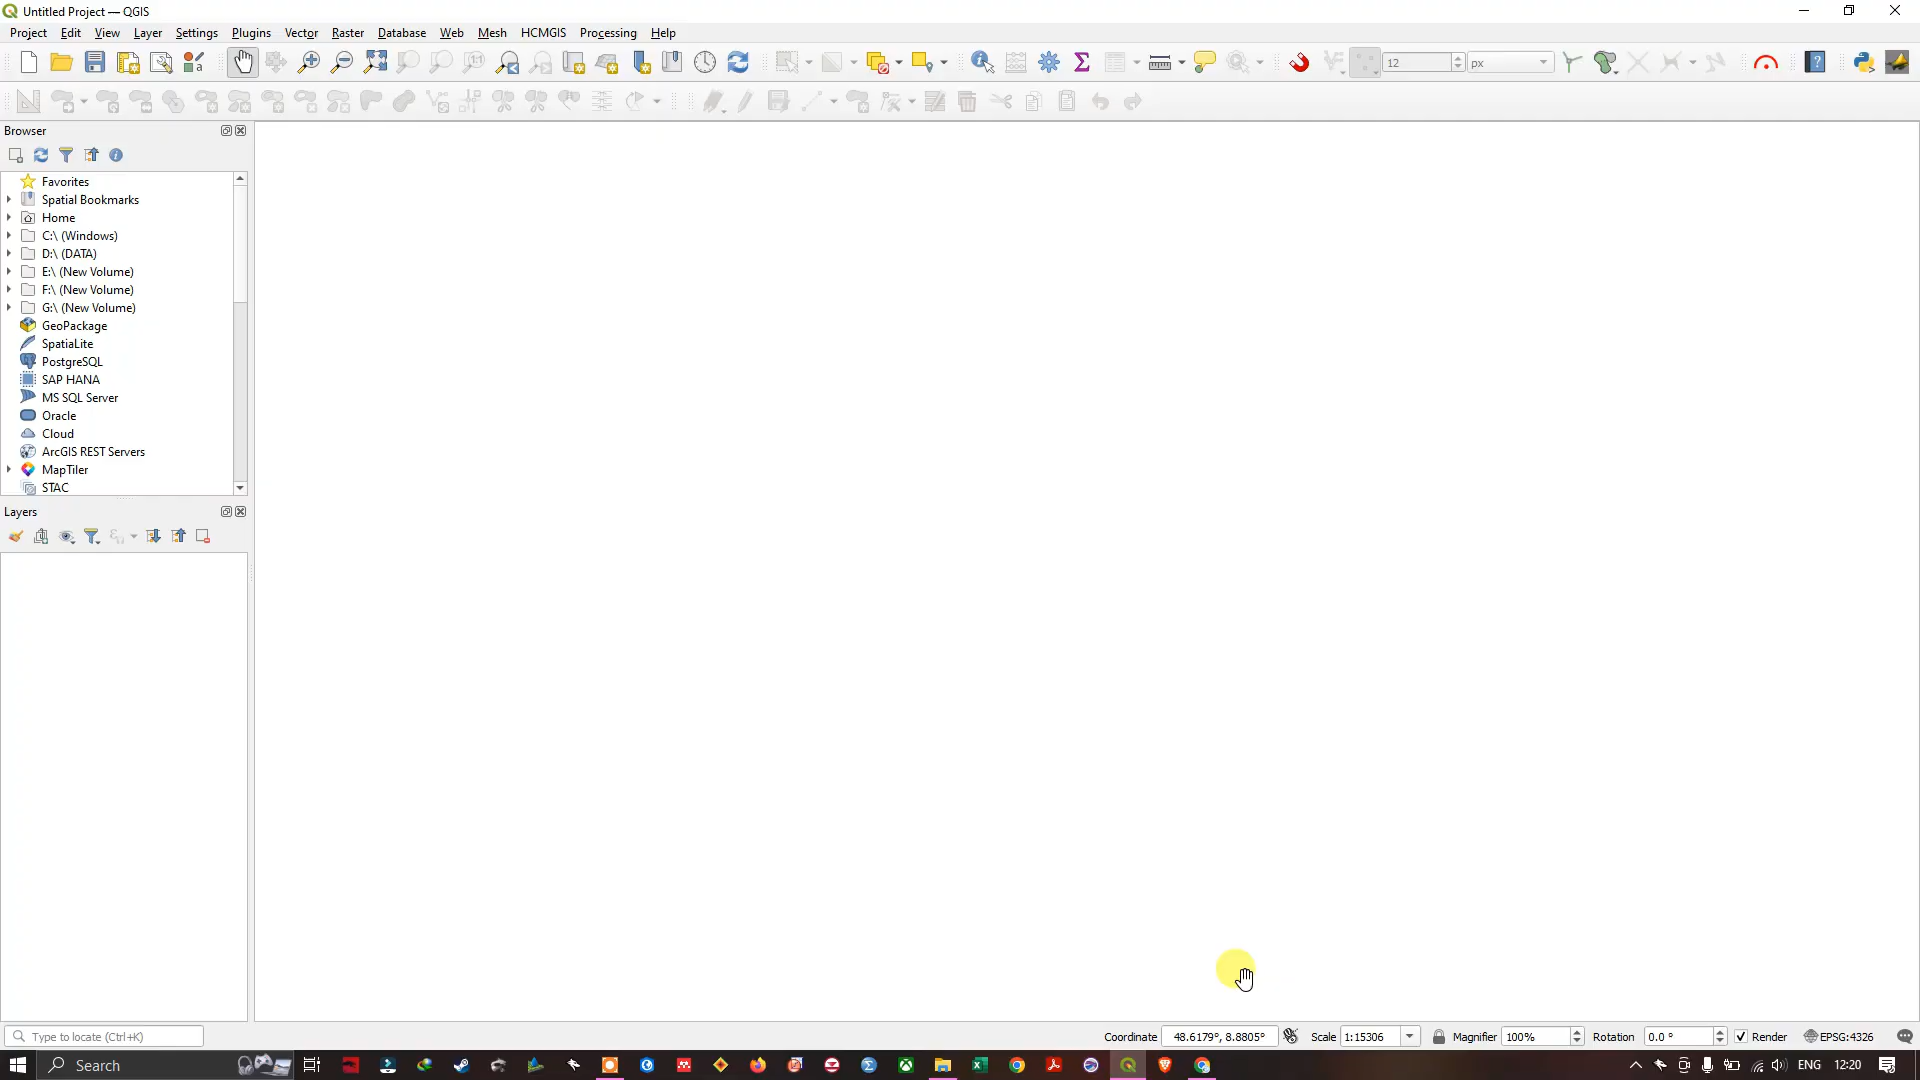 Untitled Project — QGIS
Project Edit View Layer Settings Plugins Vector Raster Database Web Mesh HCMGIS Processing Help
12 px
Browser
Favorites
Spatial Bookmarks
Home
C:\ (Windows)
D:\ (DATA)
E:\ (New Volume)
F:\ (New Volume)
G:\ (New Volume)
GeoPackage
SpatiaLite
PostgreSQL
SAP HANA
MS SQL Server
Oracle
Cloud
ArcGIS REST Servers
MapTiler
STAC
Layers
Type to locate (Ctrl+K) Coordinate 48.6179°, 8.8805° Scale 1:15306 Magnifier 100% Rotation 0.0 ° Render EPSG:4326
Search ENG 12:20